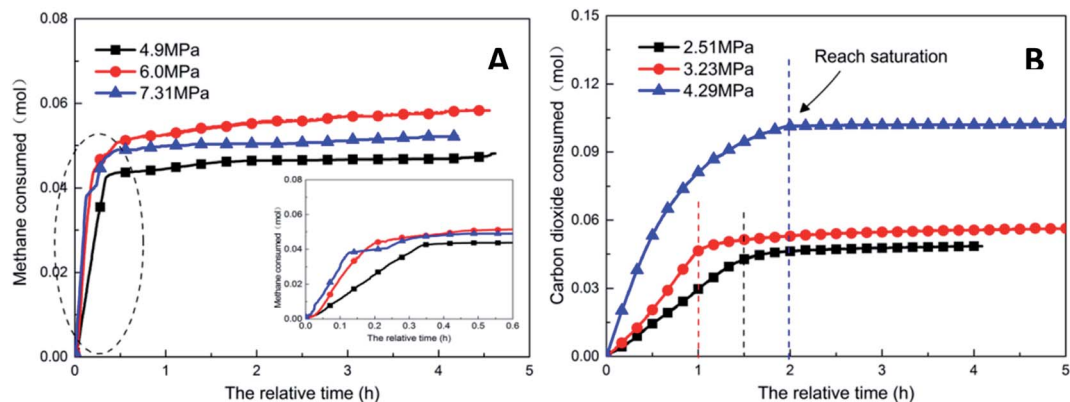 A
4.9MPa
6.0MPa
7.31MPa
Methane consumed（mol）
0.08
0.06
0.04
0.02
0.00
0 1 2 3 4 5
The relative time (h)
Methane consumed（mol）
0.08
0.06
0.04
0.02
0.00
0.0 0.1 0.2 0.3 0.4 0.5 0.6
The relative time (h)
B
2.51MPa
3.23MPa
4.29MPa
Reach saturation
Carbon dioxide consumed（mol）
0.15
0.12
0.09
0.06
0.03
0.00
0 1 2 3 4 5
The relative time (h)